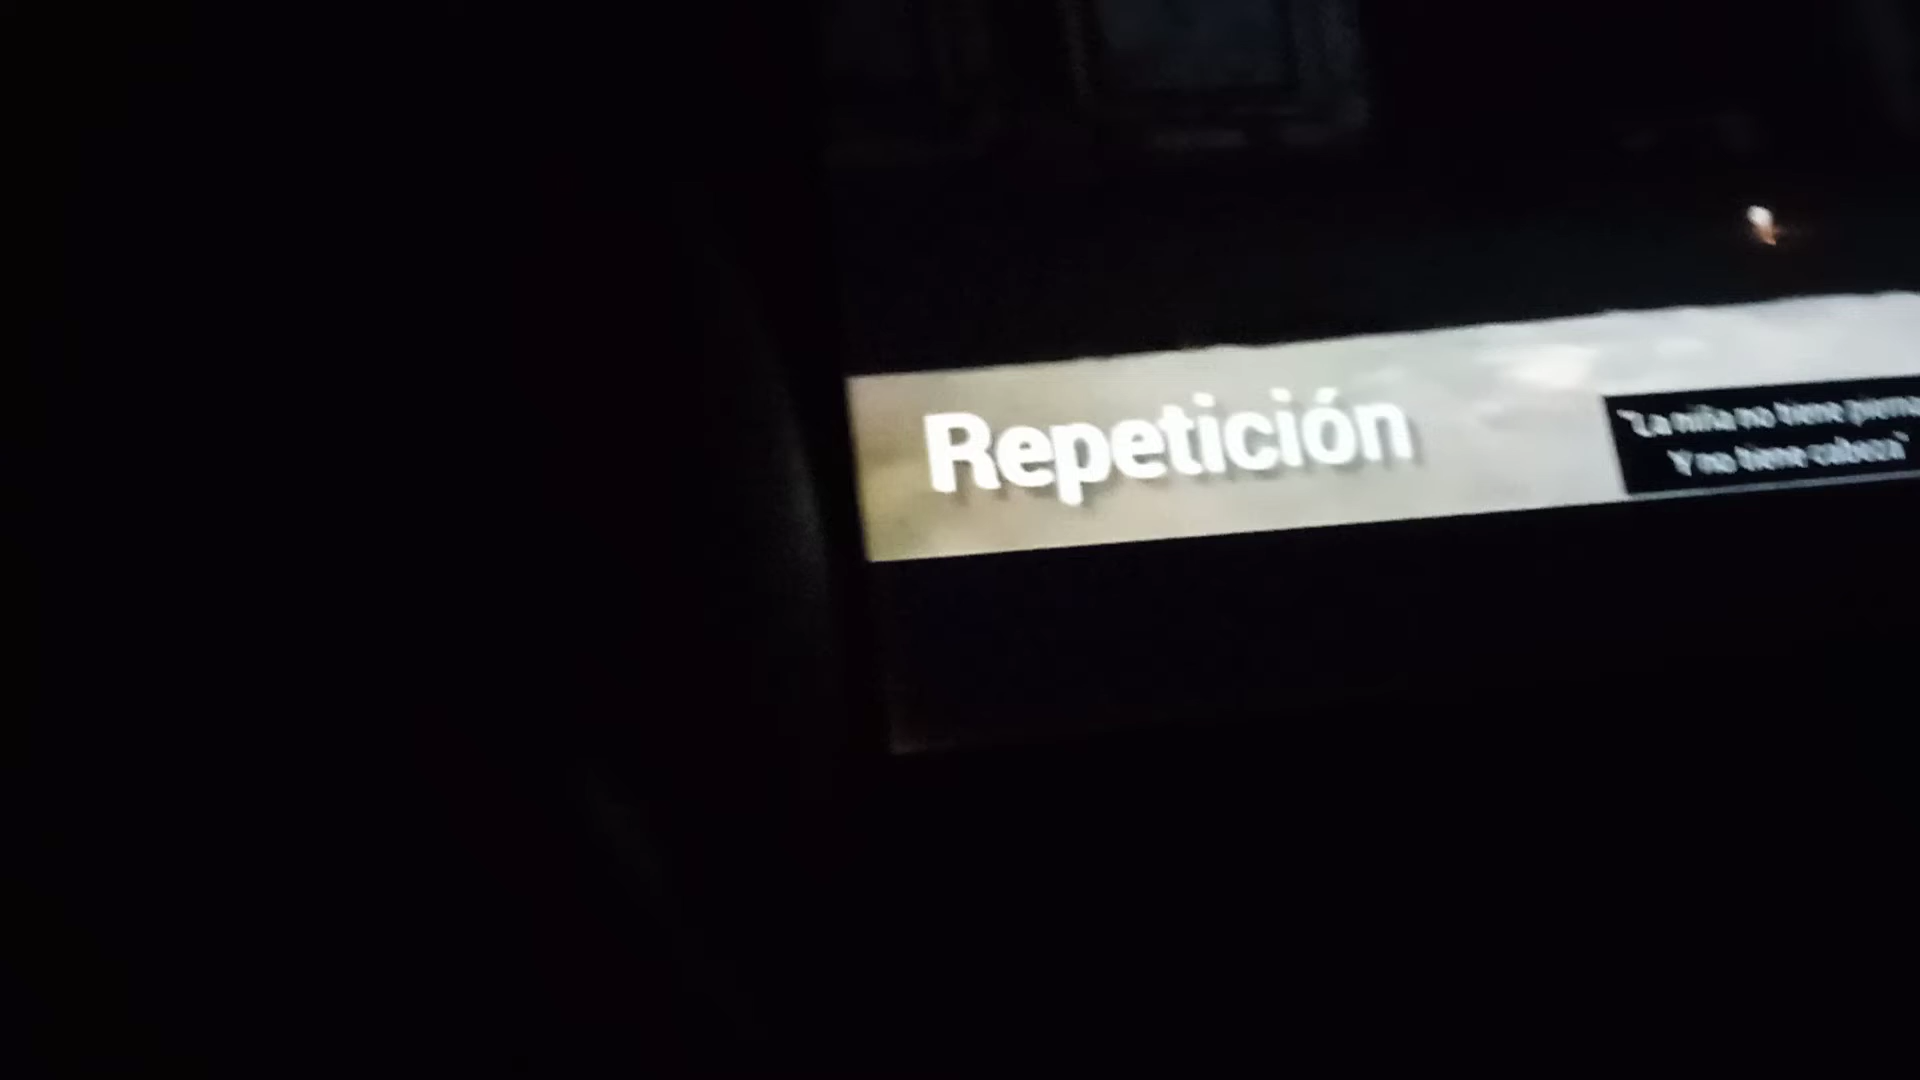 Repetición
"La niña no tiene
Y no tiene cabeza"